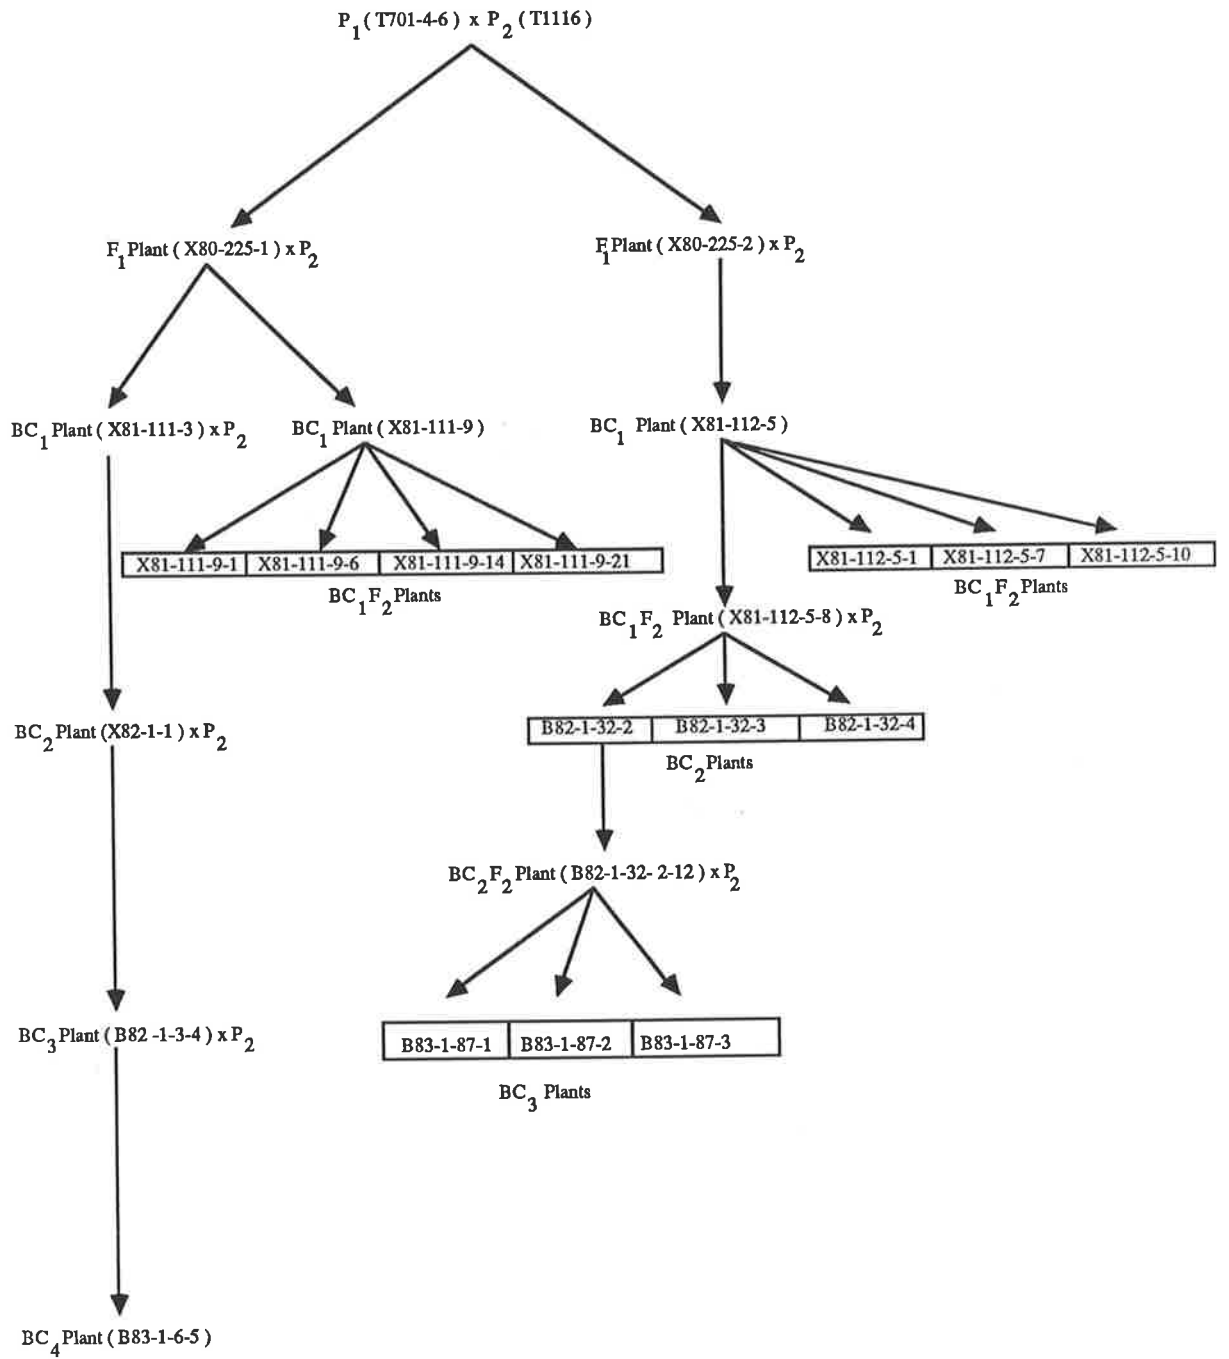 P1 (T701-4-6) x P2 (T1116)
F1 Plant (X80-225-1) x P2
F1 Plant (X80-225-2) x P2
BC1 Plant (X81-111-3) x P2
BC1 Plant (X81-111-9)
BC1 Plant (X81-112-5)
X81-111-9-1
X81-111-9-6
X81-111-9-14
X81-111-9-21
BC1F2 Plants
X81-112-5-1
X81-112-5-7
X81-112-5-10
BC1F2 Plants
BC1F2 Plant (X81-112-5-8) x P2
BC2 Plant (X82-1-1) x P2
B82-1-32-2
B82-1-32-3
B82-1-32-4
BC2 Plants
BC2F2 Plant (B82-1-32-2-12) x P2
BC3 Plant (B82-1-3-4) x P2
B83-1-87-1
B83-1-87-2
B83-1-87-3
BC3 Plants
BC4 Plant (B83-1-6-5)